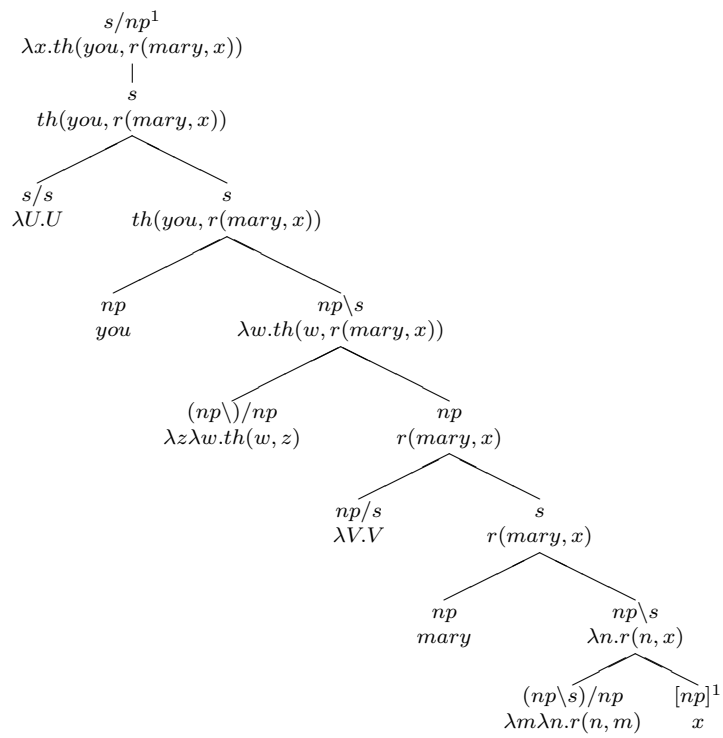 s/np¹
λx.th(you, r(mary, x))
s
th(you, r(mary, x))
s/s s
λU.U th(you, r(mary, x))
np np\s
you λw.th(w, r(mary, x))
(np\)/np np
λzλw.th(w, z) r(mary, x)
np/s s
λV.V r(mary, x)
np np\s
mary λn.r(n, x)
(np\s)/np [np]¹
λmλn.r(n, m) x